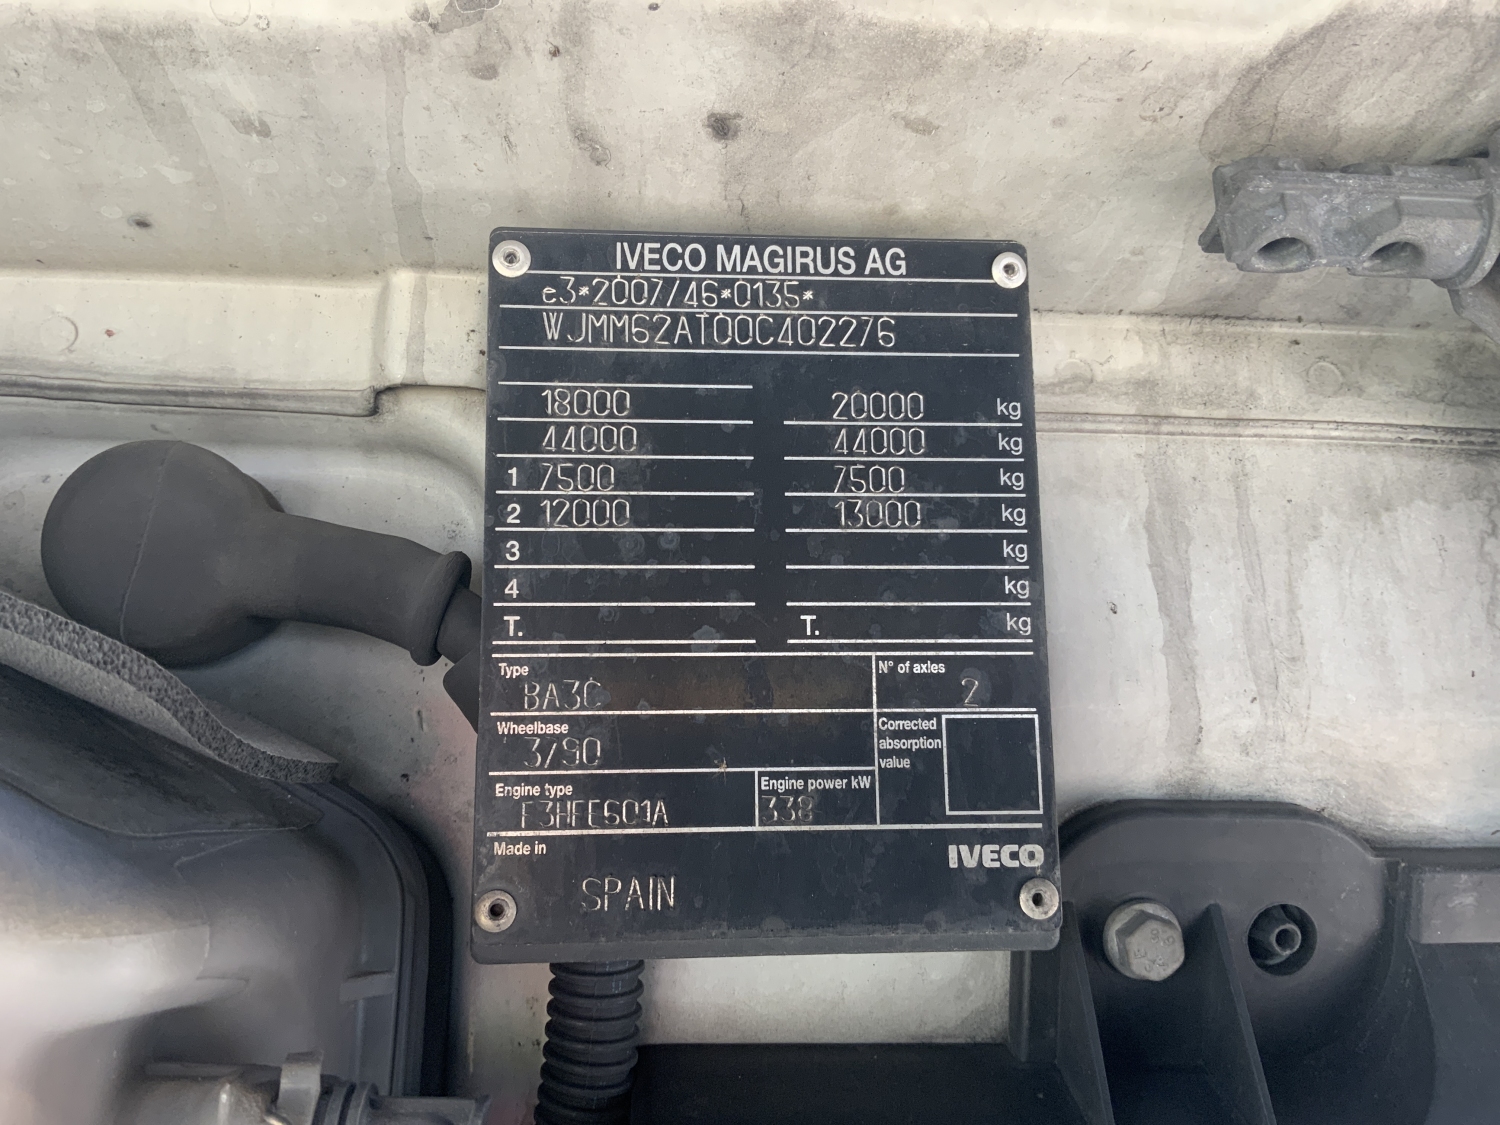 IVECO MAGIRUS AG
e3*2007/46*0135*
WJMM62AT00C402276
18000 20000 kg
44000 44000 kg
1 7500 7500 kg
2 12000 13000 kg
3 kg
4 kg
T. T. kg
Type N° of axles
BA3C 2
Wheelbase Corrected absorption value
3790
Engine type Engine power kW
F3HFE601A 338
Made in IVECO
SPAIN